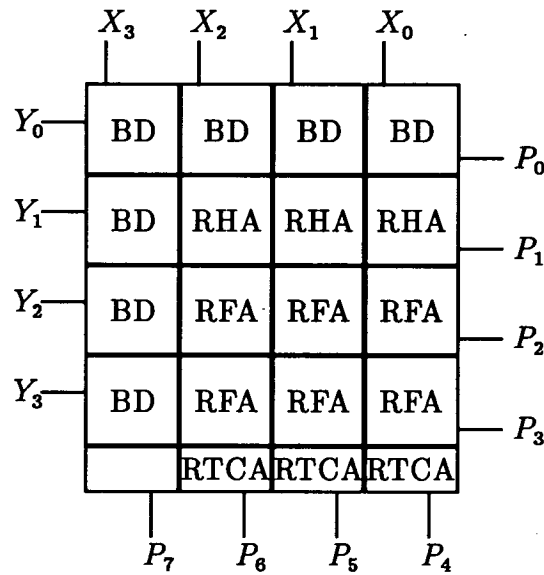 X3 X2 X1 X0
Y0 BD BD BD BD
P0
Y1 BD RHA RHA RHA
P1
Y2 BD RFA RFA RFA
P2
Y3 BD RFA RFA RFA
P3
RTCA RTCA RTCA
P7 P6 P5 P4